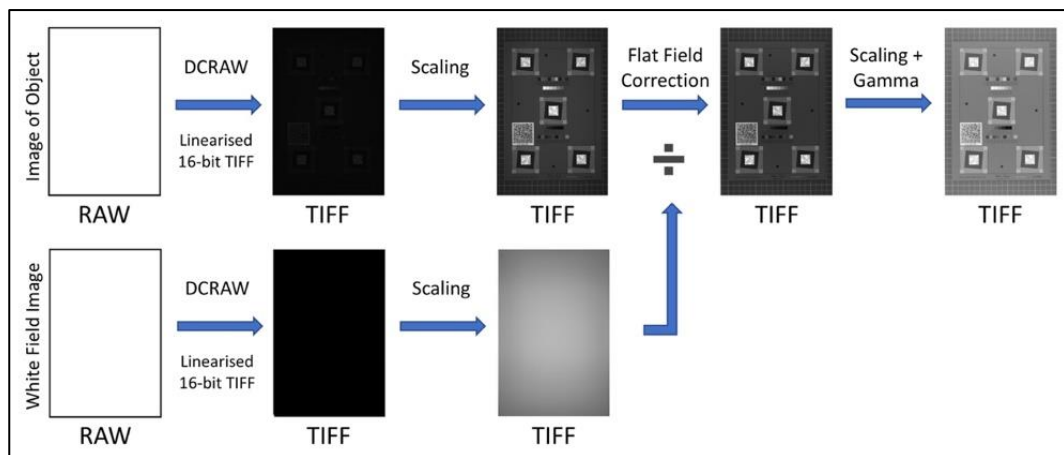 Image of Object
DCRAW
Linearised
16-bit TIFF
Scaling
Flat Field
Correction
÷
Scaling +
Gamma
RAW
TIFF
TIFF
TIFF
TIFF
White Field Image
DCRAW
Linearised
16-bit TIFF
Scaling
RAW
TIFF
TIFF